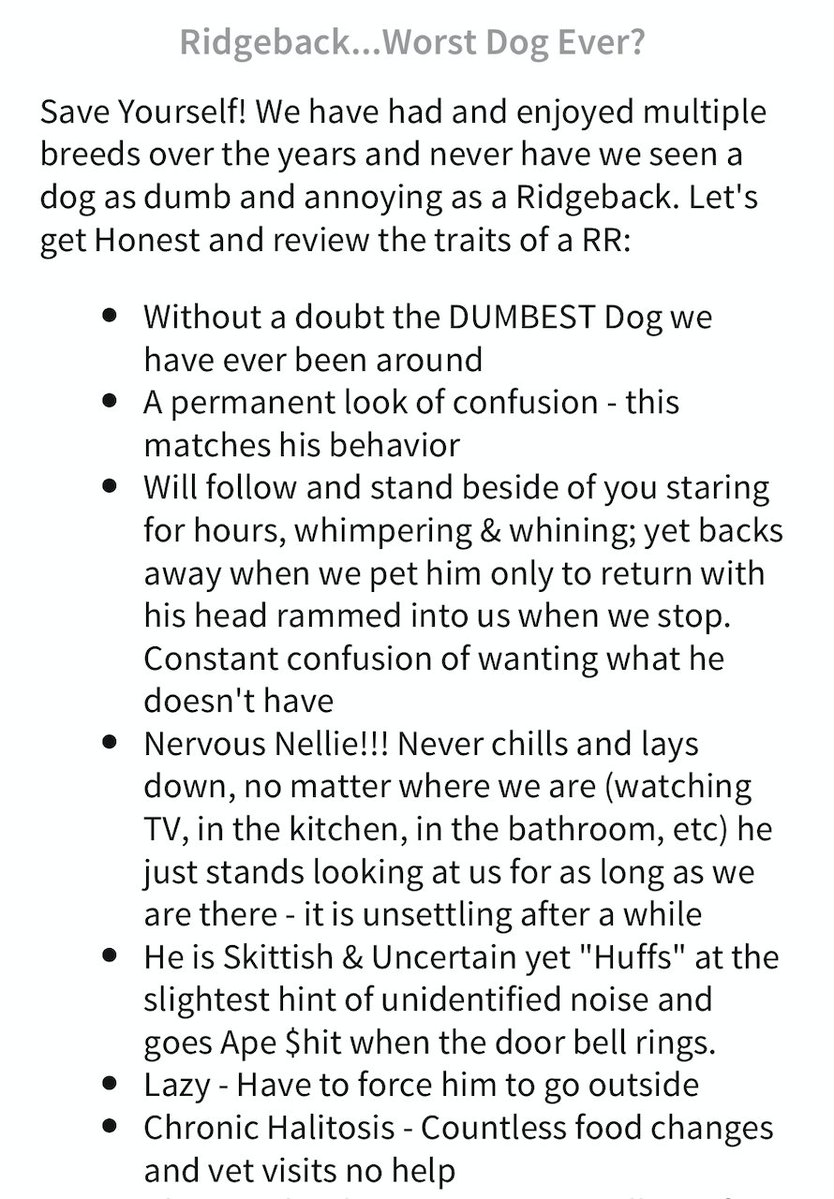 Ridgeback...Worst Dog Ever?
Save Yourself! We have had and enjoyed multiple
breeds over the years and never have we seen a
dog as dumb and annoying as a Ridgeback. Let's
get Honest and review the traits of a RR:
• Without a doubt the DUMBEST Dog we
have ever been around
• A permanent look of confusion - this
matches his behavior
• Will follow and stand beside of you staring
for hours, whimpering & whining; yet backs
away when we pet him only to return with
his head rammed into us when we stop.
Constant confusion of wanting what he
doesn't have
• Nervous Nellie!!! Never chills and lays
down, no matter where we are (watching
TV, in the kitchen, in the bathroom, etc) he
just stands looking at us for as long as we
are there - it is unsettling after a while
• He is Skittish & Uncertain yet "Huffs" at the
slightest hint of unidentified noise and
goes Ape $hit when the door bell rings.
• Lazy - Have to force him to go outside
• Chronic Halitosis - Countless food changes
and vet visits no help